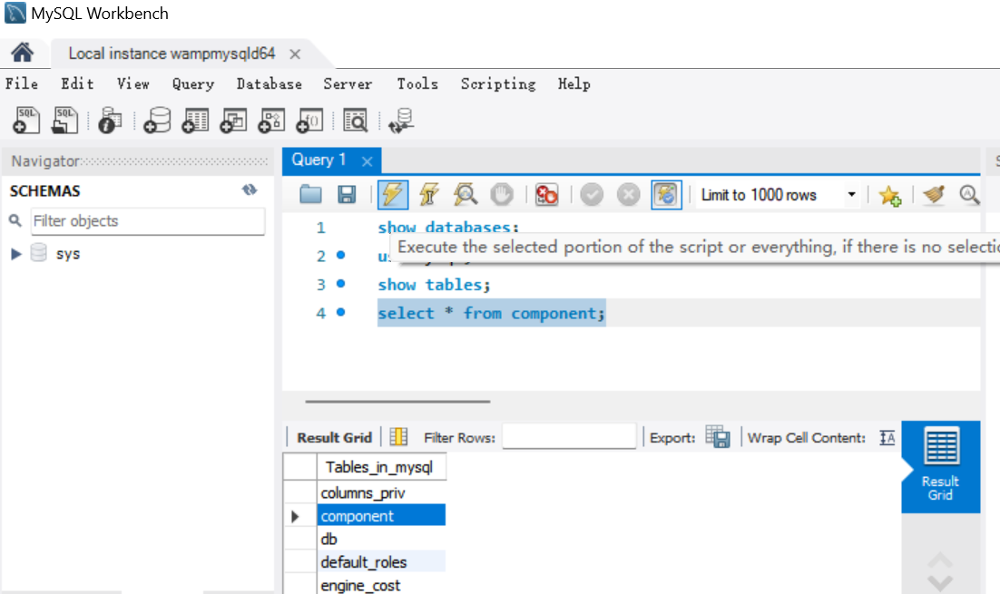 MySQL Workbench
Local instance wampmysqld64
File Edit View Query Database Server Tools Scripting Help
SQL SQL
Navigator
SCHEMAS
Filter objects
sys
Query 1
Limit to 1000 rows
1 show databases;
Execute the selected portion of the script or everything, if there is no selectio
2
3 show tables;
4 select * from component;
Result Grid Filter Rows: Export: Wrap Cell Content:
Tables_in_mysql
columns_priv
component
db
default_roles
engine_cost
Result
Grid